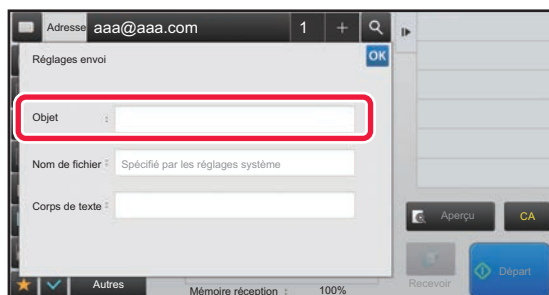 Adresse aaa@aaa.com 1 +
Réglages envoi OK
Objet :
Nom de fichier : Spécifié par les réglages système
Corps de texte :
Aperçu CA
Autres
Mémoire réception : 100%
Recevoir
Départ